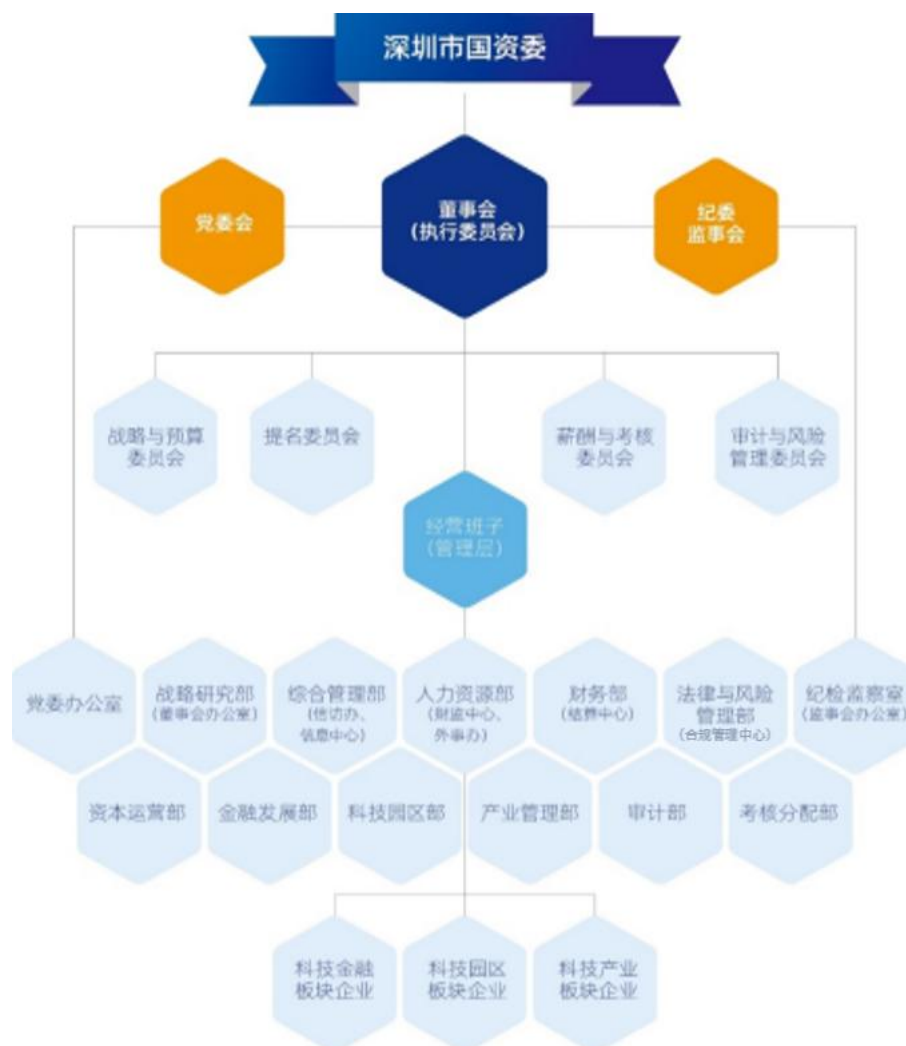 深圳市国资委
党委会
董事会
(执行委员会)
纪委
监事会
战略与预算
委员会
提名委员会
薪酬与考核
委员会
审计与风险
管理委员会
经营班子
(管理层)
党委办公室
战略研究部
(董事会办公室)
综合管理部
(信访办、
信息中心)
人力资源部
(财监中心、
外事办)
财务部
(结算中心)
法律与风险
管理部
(合规管理中心)
纪检监察室
(监事会办公室)
资本运营部
金融发展部
科技园区部
产业管理部
审计部
考核分配部
科技金融
板块企业
科技园区
板块企业
科技产业
板块企业